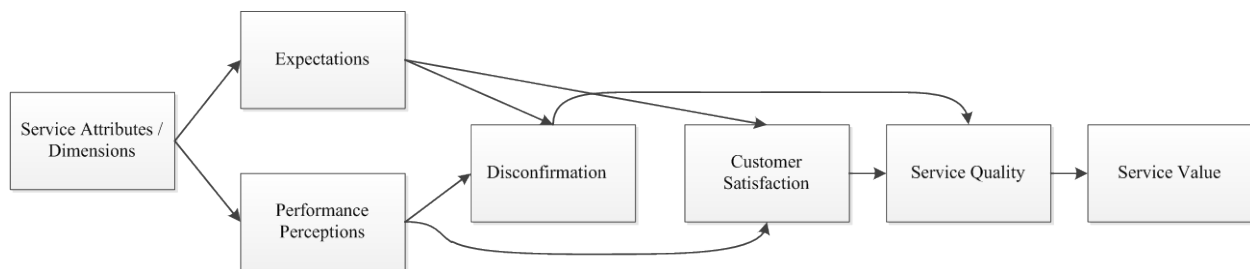 Expectations
Service Attributes /
Dimensions
Disconfirmation
Customer
Satisfaction
Service Quality
Service Value
Performance
Perceptions